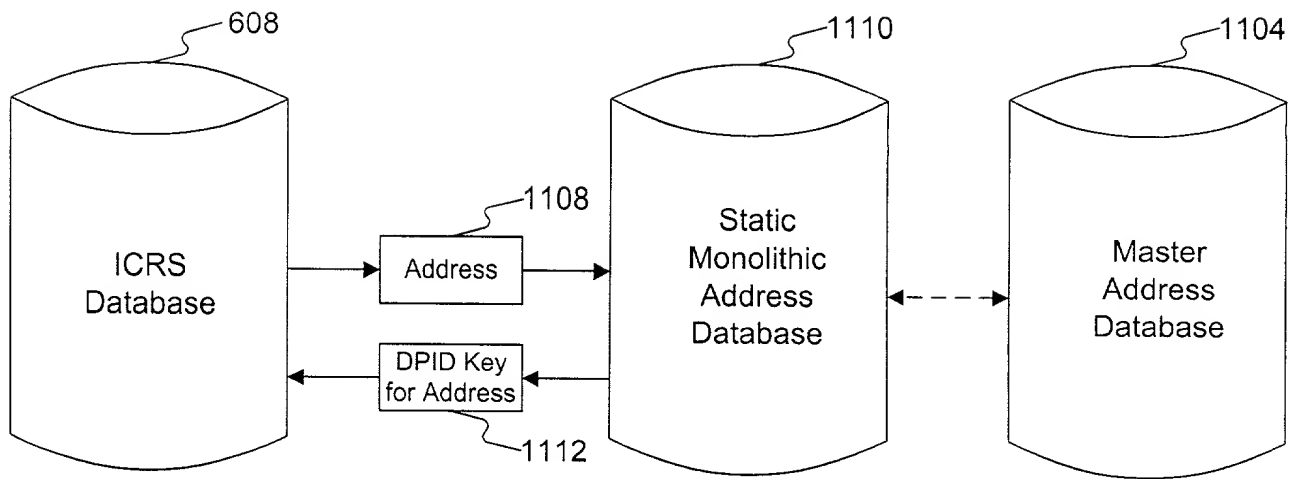 608
1110
1104
1108
ICRS
Database
Address
DPID Key
for Address
1112
Static
Monolithic
Address
Database
Master
Address
Database